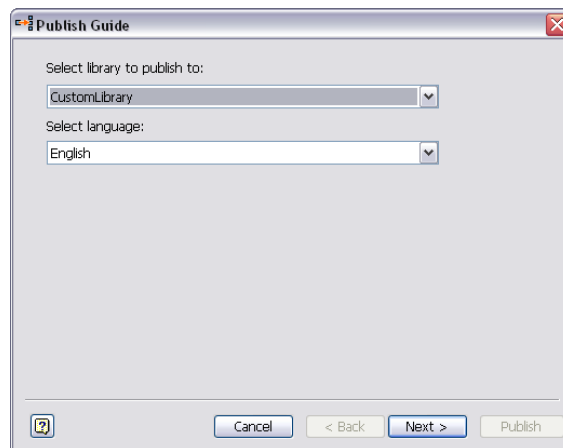 Publish Guide
Select library to publish to:
CustomLibrary
Select language:
English
Cancel
< Back
Next >
Publish